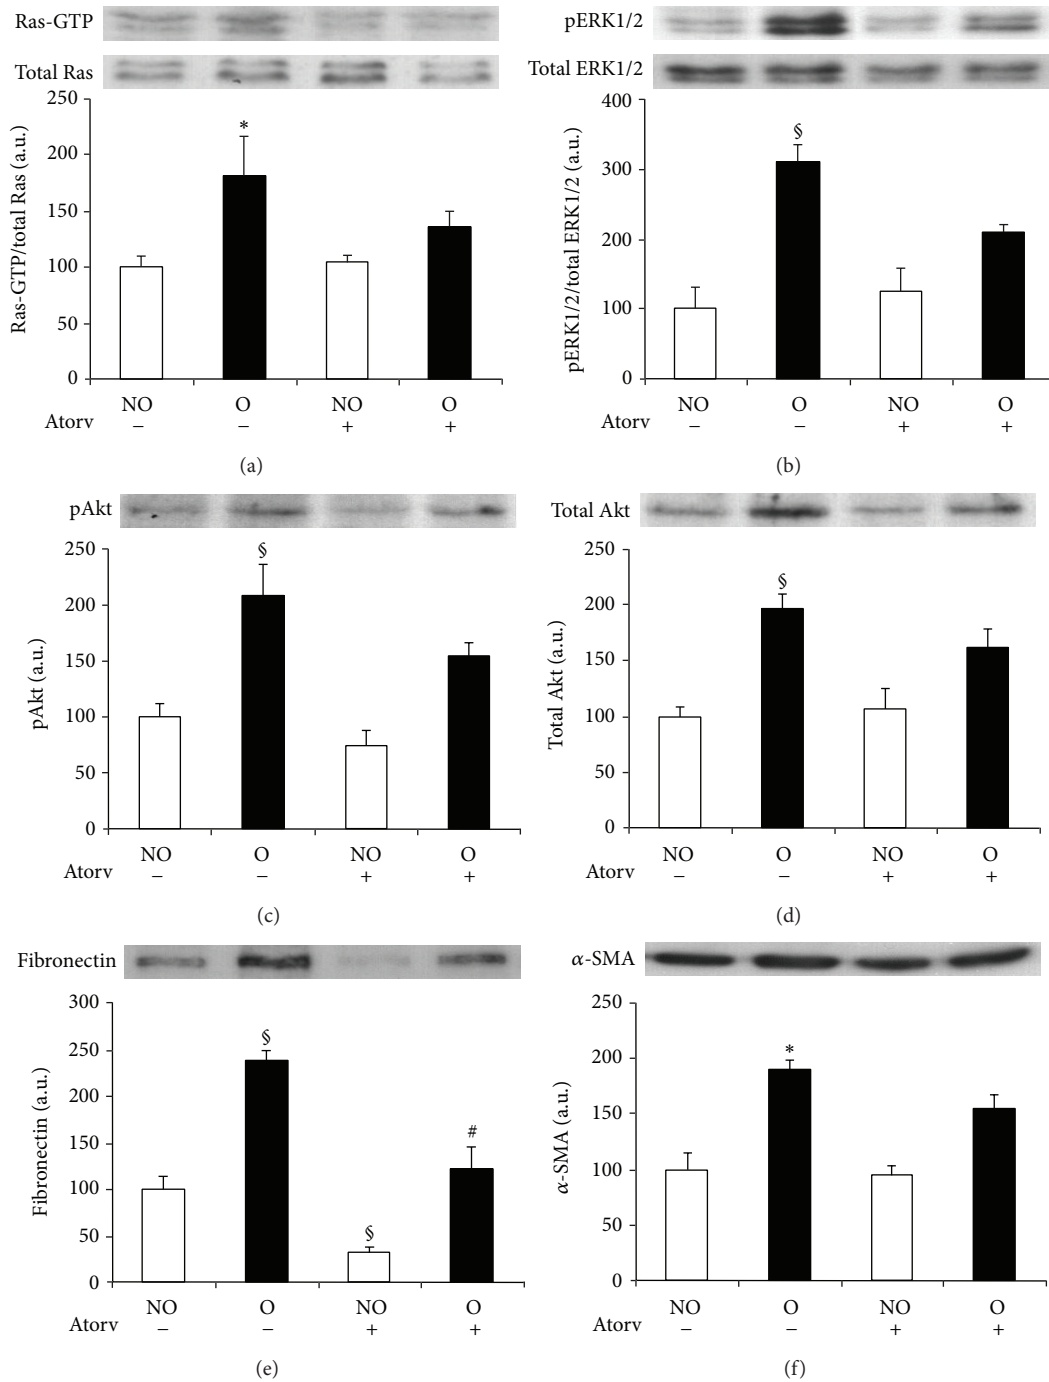 Ras-GTP
Total Ras
250
200
150
100
50
0
Ras-GTP/total Ras (a.u.)
*
NO O NO O
Atorv − − + +
(a)
pERK1/2
Total ERK1/2
400
300
200
100
0
pERK1/2/total ERK1/2 (a.u.)
§
NO O NO O
Atorv − − + +
(b)
pAkt
250
200
150
100
50
0
pAkt (a.u.)
§
NO O NO O
Atorv − − + +
(c)
Total Akt
250
200
150
100
50
0
Total Akt (a.u.)
§
NO O NO O
Atorv − − + +
(d)
Fibronectin
300
250
200
150
100
50
0
Fibronectin (a.u.)
§
§
#
NO O NO O
Atorv − − + +
(e)
α-SMA
250
200
150
100
50
0
α-SMA (a.u.)
*
NO O NO O
Atorv − − + +
(f)